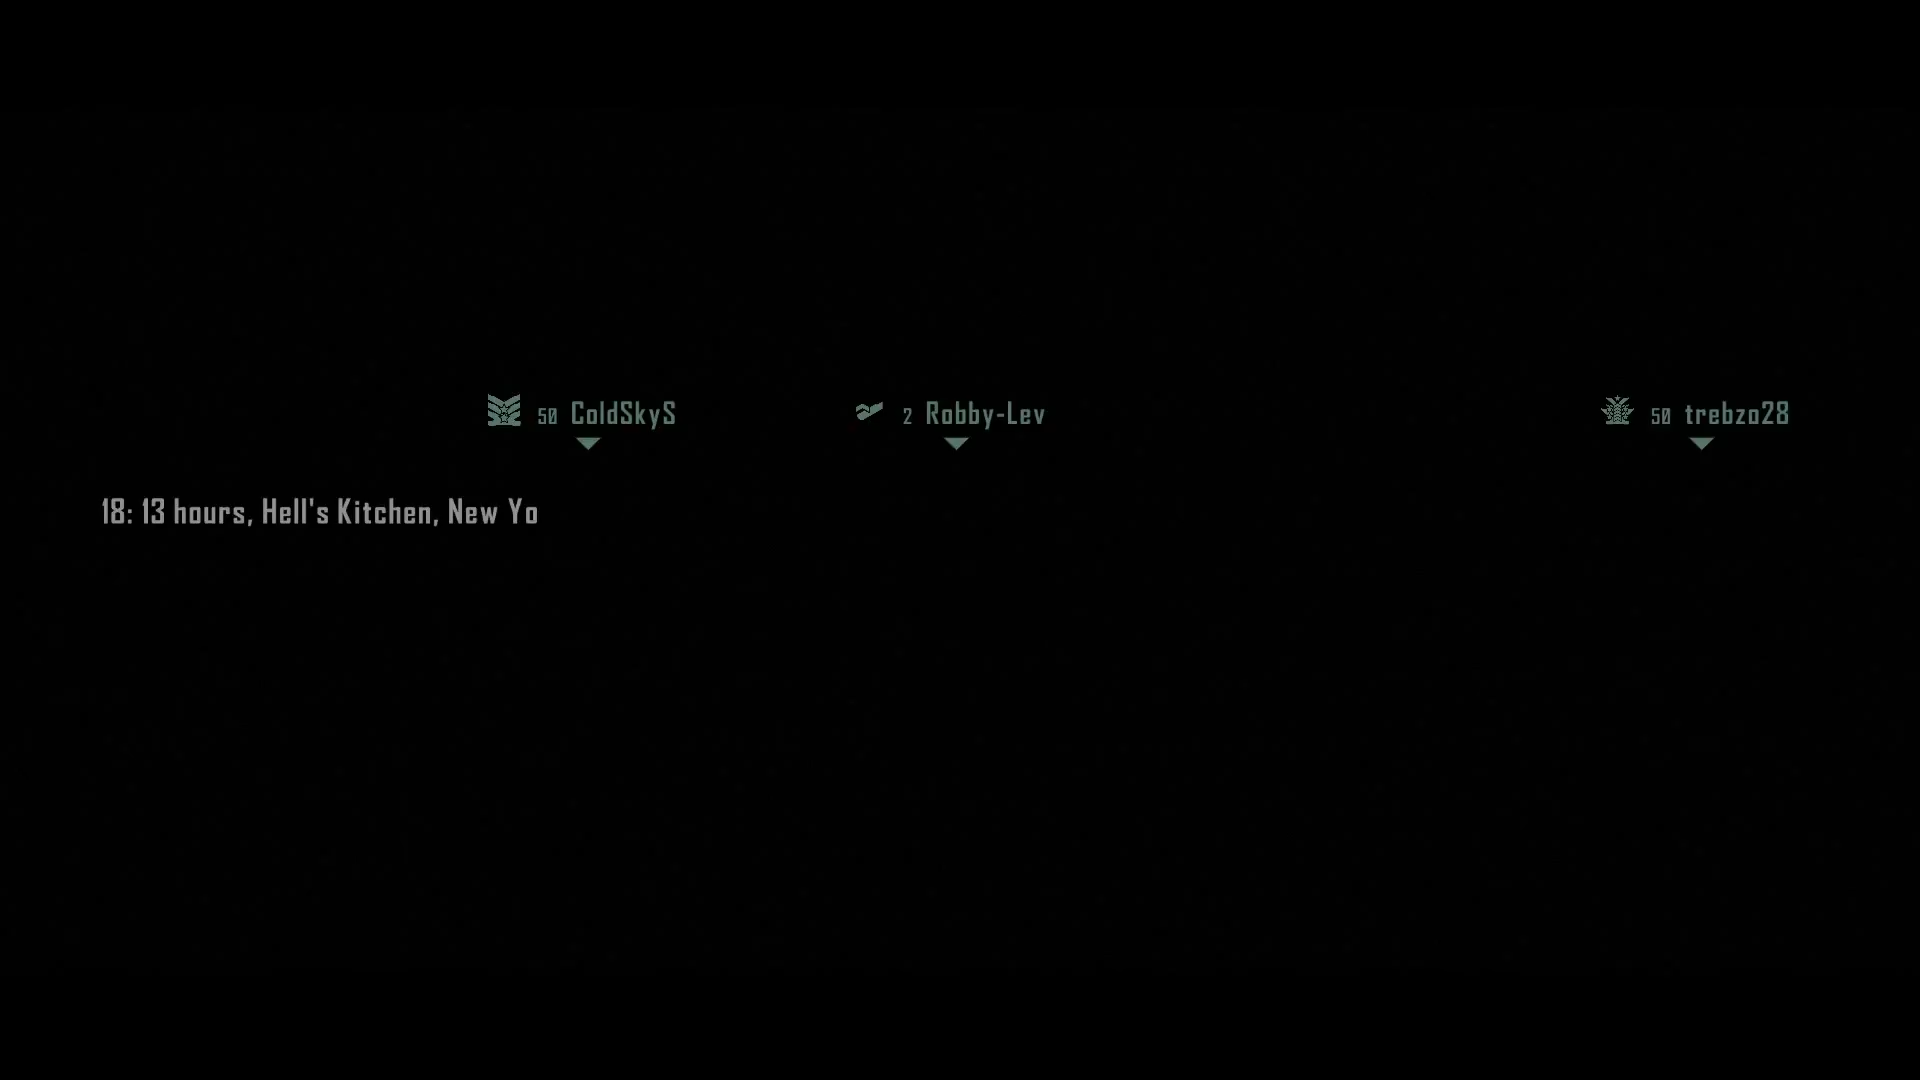 50 ColdSkyS 2 Robby-Lev 50 trebzo28
18: 13 hours, Hell's Kitchen, New Yo